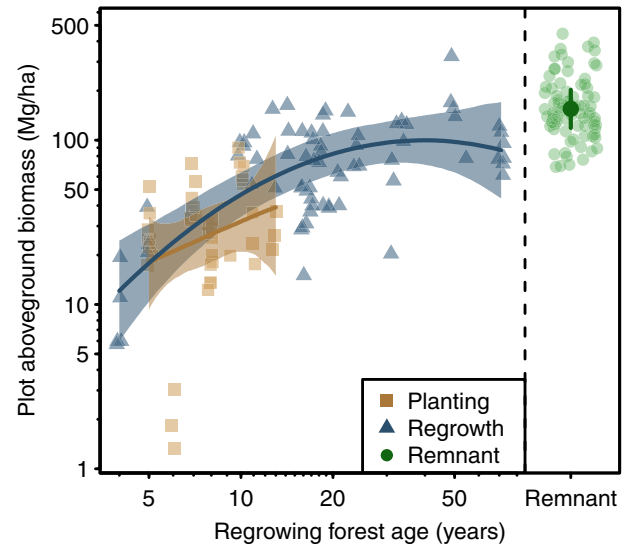 Plot aboveground biomass (Mg/ha)
500
100
50
10
5
1
Planting
Regrowth
Remnant
5 10 20 50 Remnant
Regrowing forest age (years)